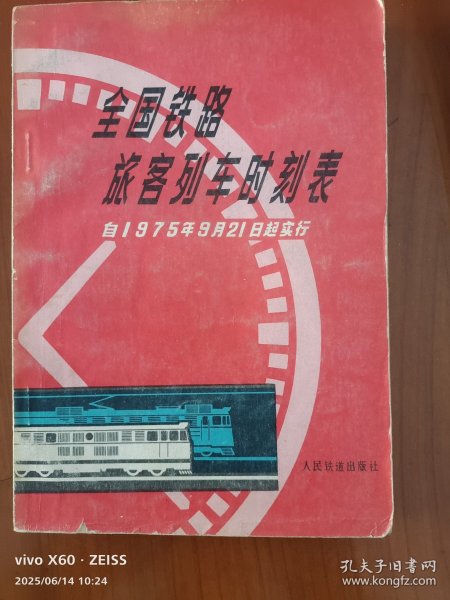 全国铁路
旅客列车时刻表
自1975年9月21日起实行
人民铁道出版社
vivo X60 · ZEISS
2025/06/14 10:24
孔夫子旧书网
www.kongfz.com